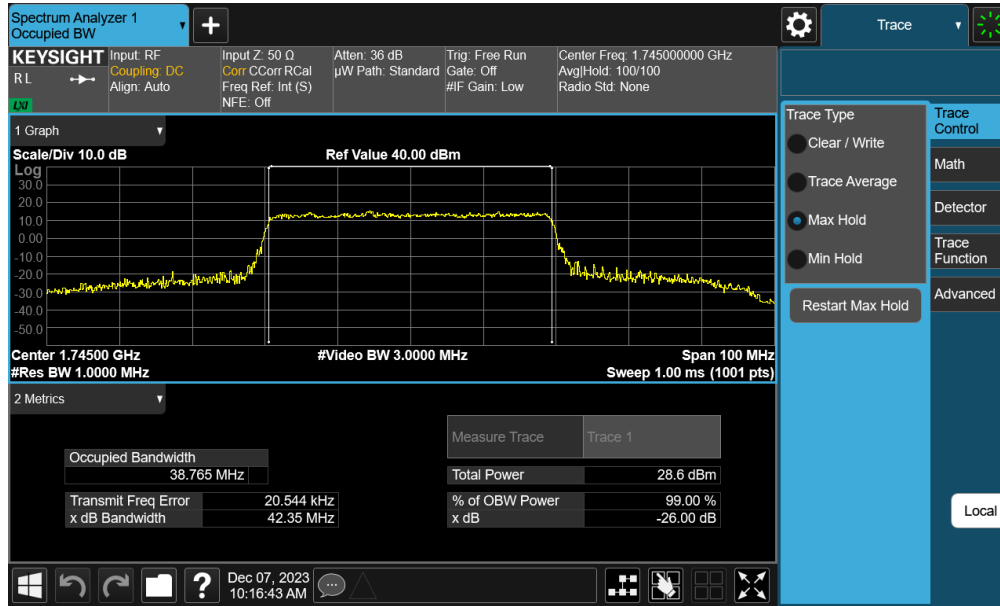 Spectrum Analyzer 1
Occupied BW
Trace
KEYSIGHT
R L
LXI
Input: RF
Coupling: DC
Align: Auto
Input Z: 50 Ω
Corr CCorr RCal
Freq Ref: Int (S)
NFE: Off
Atten: 36 dB
µW Path: Standard
Trig: Free Run
Gate: Off
#IF Gain: Low
Center Freq: 1.745000000 GHz
Avg|Hold: 100/100
Radio Std: None
1 Graph
Scale/Div 10.0 dB
Ref Value 40.00 dBm
Log
30.0
20.0
10.0
0.00
-10.0
-20.0
-30.0
-40.0
-50.0
Center 1.74500 GHz
#Video BW 3.0000 MHz
Span 100 MHz
#Res BW 1.0000 MHz
Sweep 1.00 ms (1001 pts)
2 Metrics
Measure Trace
Trace 1
Occupied Bandwidth
38.765 MHz
Total Power
28.6 dBm
Transmit Freq Error
20.544 kHz
% of OBW Power
99.00 %
x dB Bandwidth
42.35 MHz
x dB
-26.00 dB
Trace Type
Clear / Write
Trace Average
Max Hold
Min Hold
Restart Max Hold
Trace
Control
Math
Detector
Trace
Function
Advanced
Local
?
Dec 07, 2023
10:16:43 AM